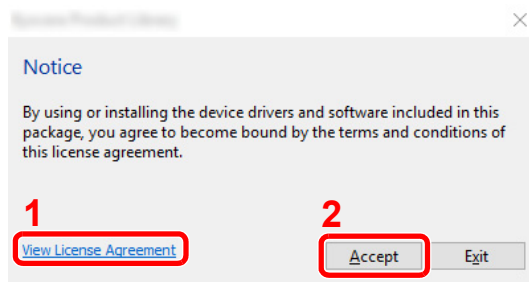 Notice
By using or installing the device drivers and software included in this
package, you agree to become bound by the terms and conditions of
this license agreement.
1
2
View License Agreement
Accept
Exit